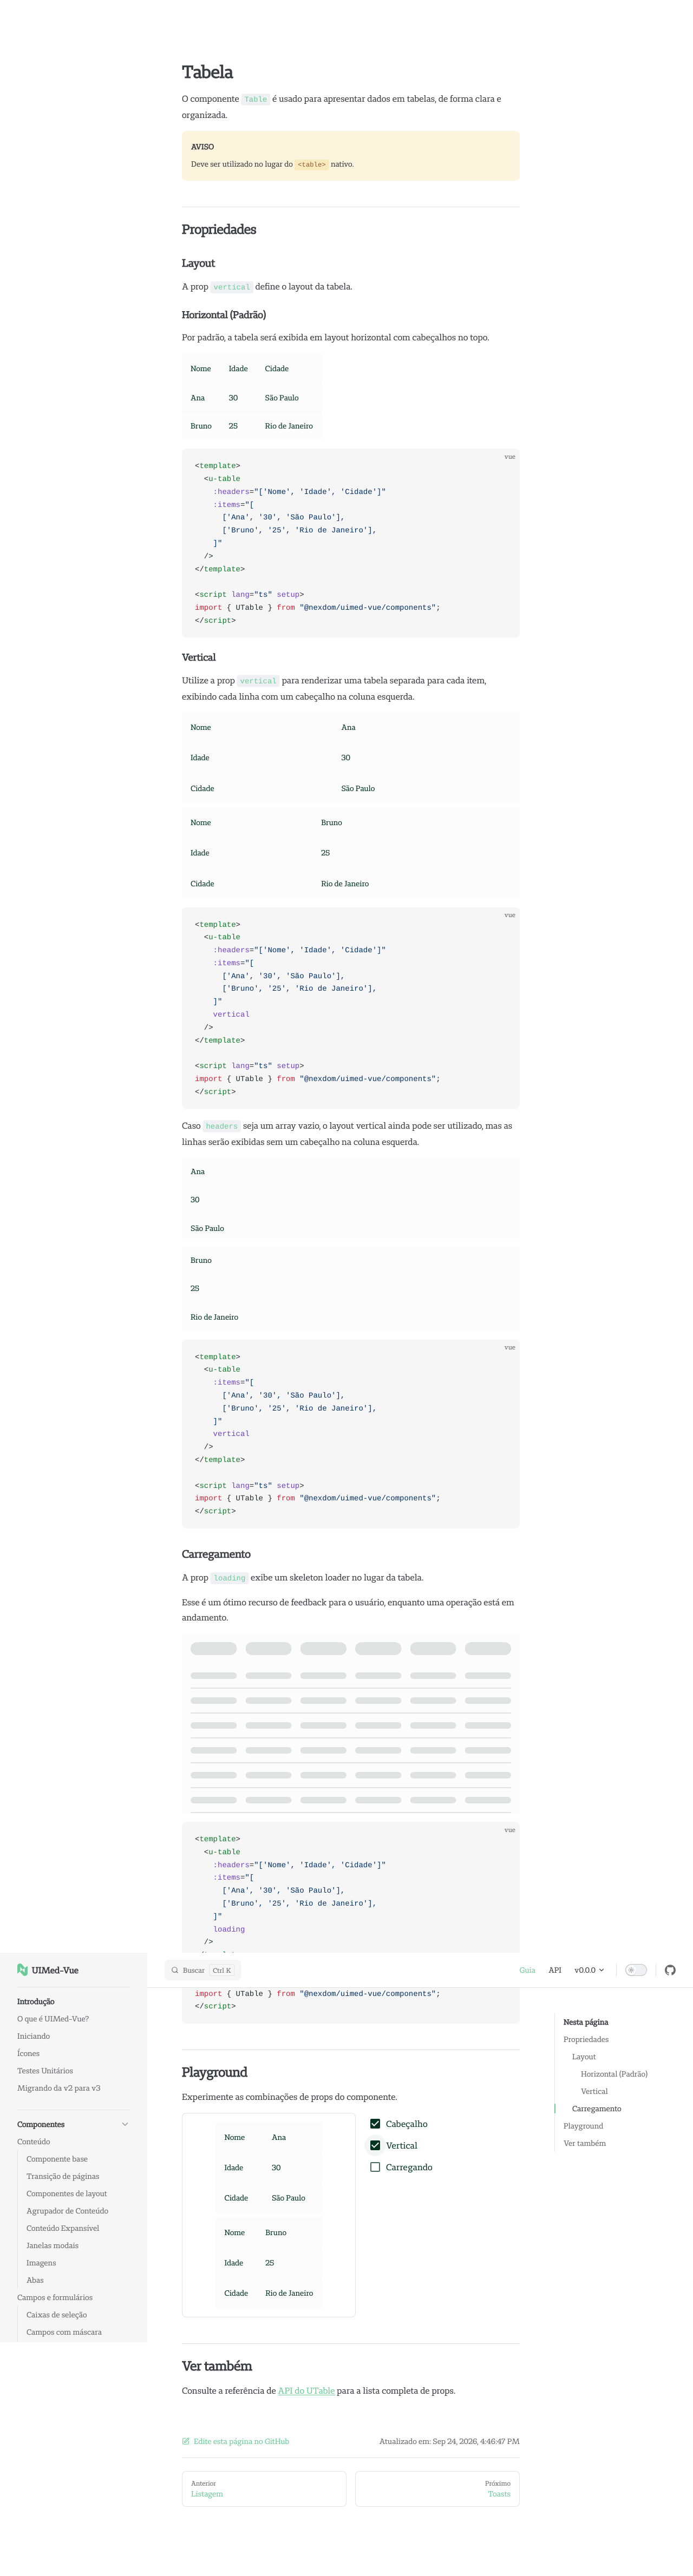 Tabela
O componente Table é usado para apresentar dados em tabelas, de forma clara e
organizada.
AVISO
Deve ser utilizado no lugar do <table> nativo.
Propriedades
Layout
A prop vertical define o layout da tabela.
Horizontal (Padrão)
Por padrão, a tabela será exibida em layout horizontal com cabeçalhos no topo.
Nome Idade Cidade
Ana 30 São Paulo
Bruno 25 Rio de Janeiro
vue
<template>
  <u-table
    :headers="['Nome', 'Idade', 'Cidade']"
    :items="[
      ['Ana', '30', 'São Paulo'],
      ['Bruno', '25', 'Rio de Janeiro'],
    ]"
  />
</template>
<script lang="ts" setup>
import { UTable } from "@nexdom/uimed-vue/components";
</script>
Vertical
Utilize a prop vertical para renderizar uma tabela separada para cada item,
exibindo cada linha com um cabeçalho na coluna esquerda.
Nome Ana
Idade 30
Cidade São Paulo
Nome Bruno
Idade 25
Cidade Rio de Janeiro
vue
<template>
  <u-table
    :headers="['Nome', 'Idade', 'Cidade']"
    :items="[
      ['Ana', '30', 'São Paulo'],
      ['Bruno', '25', 'Rio de Janeiro'],
    ]"
    vertical
  />
</template>
<script lang="ts" setup>
import { UTable } from "@nexdom/uimed-vue/components";
</script>
Caso headers seja um array vazio, o layout vertical ainda pode ser utilizado, mas as
linhas serão exibidas sem um cabeçalho na coluna esquerda.
Ana
30
São Paulo
Bruno
25
Rio de Janeiro
vue
<template>
  <u-table
    :items="[
      ['Ana', '30', 'São Paulo'],
      ['Bruno', '25', 'Rio de Janeiro'],
    ]"
    vertical
  />
</template>
<script lang="ts" setup>
import { UTable } from "@nexdom/uimed-vue/components";
</script>
Carregamento
A prop loading exibe um skeleton loader no lugar da tabela.
Esse é um ótimo recurso de feedback para o usuário, enquanto uma operação está em
andamento.
vue
<template>
  <u-table
    :headers="['Nome', 'Idade', 'Cidade']"
    :items="[
      ['Ana', '30', 'São Paulo'],
      ['Bruno', '25', 'Rio de Janeiro'],
    ]"
    loading
  />
UIMed-Vue
Buscar Ctrl K
Guia API v0.0.0
import { UTable } from "@nexdom/uimed-vue/components";
</script>
Introdução
O que é UIMed-Vue?
Iniciando
Ícones
Testes Unitários
Migrando da v2 para v3
Componentes
Conteúdo
Componente base
Transição de páginas
Componentes de layout
Agrupador de Conteúdo
Conteúdo Expansível
Janelas modais
Imagens
Abas
Campos e formulários
Caixas de seleção
Campos com máscara
Nesta página
Propriedades
Layout
Horizontal (Padrão)
Vertical
Carregamento
Playground
Ver também
Playground
Experimente as combinações de props do componente.
Nome Ana
Idade 30
Cidade São Paulo
Nome Bruno
Idade 25
Cidade Rio de Janeiro
Cabeçalho
Vertical
Carregando
Ver também
Consulte a referência de API do UTable para a lista completa de props.
Edite esta página no GitHub
Atualizado em: Sep 24, 2026, 4:46:47 PM
Anterior
Listagem
Próximo
Toasts